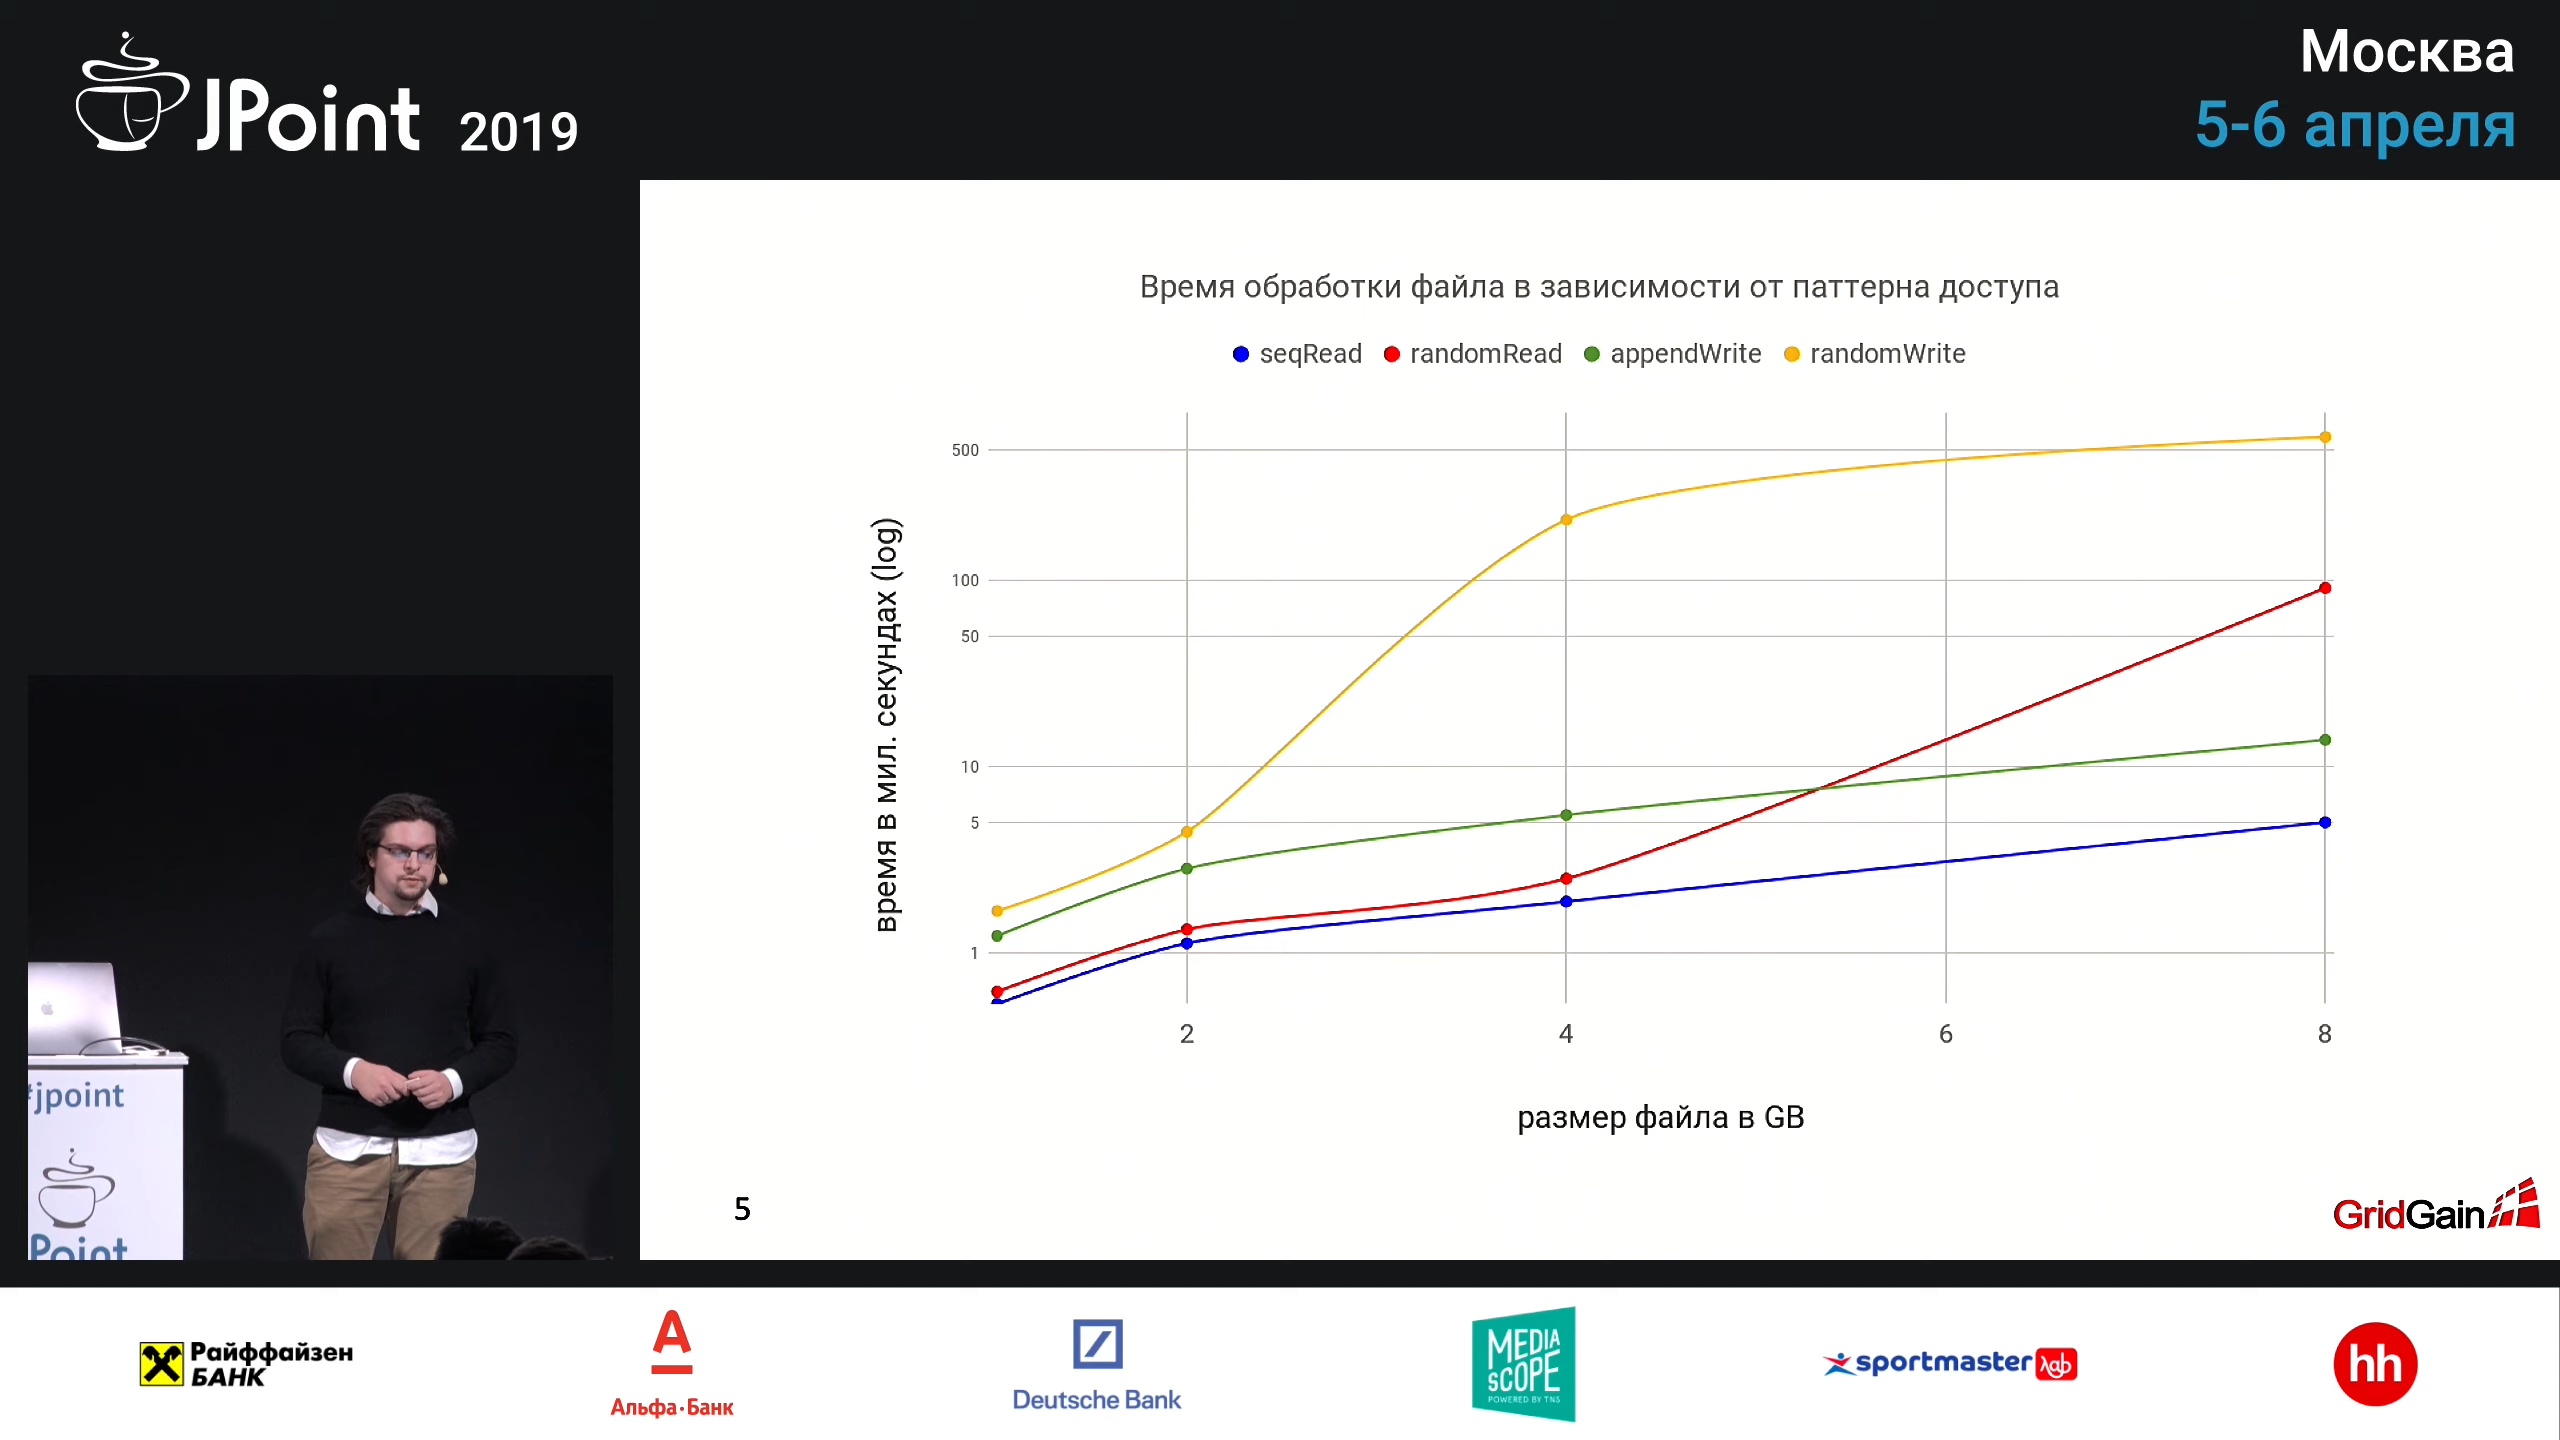 JPoint 2019
Москва
5-6 апреля
Время обработки файла в зависимости от паттерна доступа
seqRead randomRead appendWrite randomWrite
время в мил. секундах (log)
500
100
50
10
5
1
2 4 6 8
размер файла в GB
5
GridGain
#jpoint
JPoint
Райффайзен
БАНК
Альфа·Банк
Deutsche Bank
MEDIA
SCOPE
POWERED BY TNS
sportmaster лаб
hh